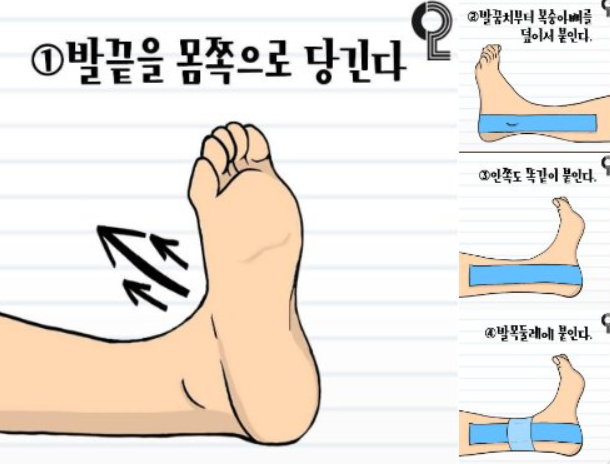 ①발끝을 몸쪽으로 당긴다
②발꿈치부터 복숭아뼈를
덮어서 붙인다.
③안쪽도 똑같이 붙인다.
④발목둘레에 붙인다.